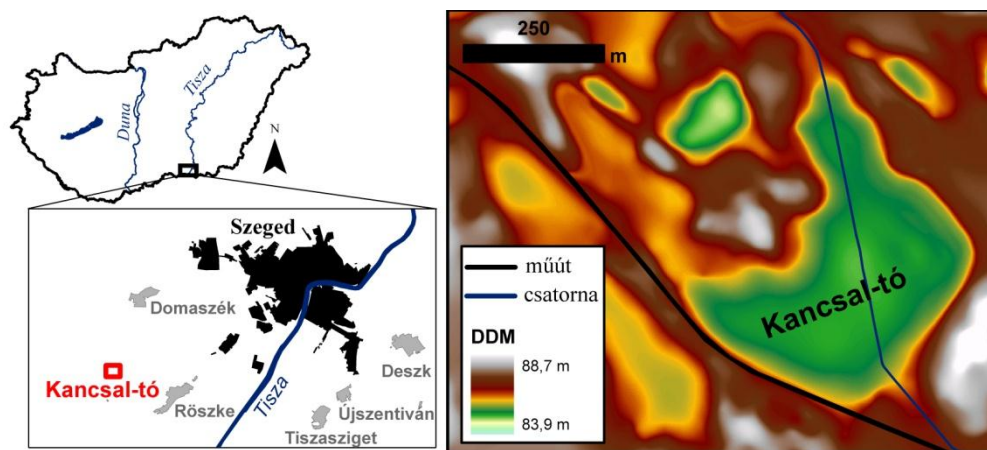 Duna
Tisza
N
Szeged
Domaszék
Kancsal-tó
Röszke
Tisza
Deszk
Újszentiván
Tiszasziget
250
m
műút
csatorna
DDM
88,7 m
83,9 m
Kancsal-tó